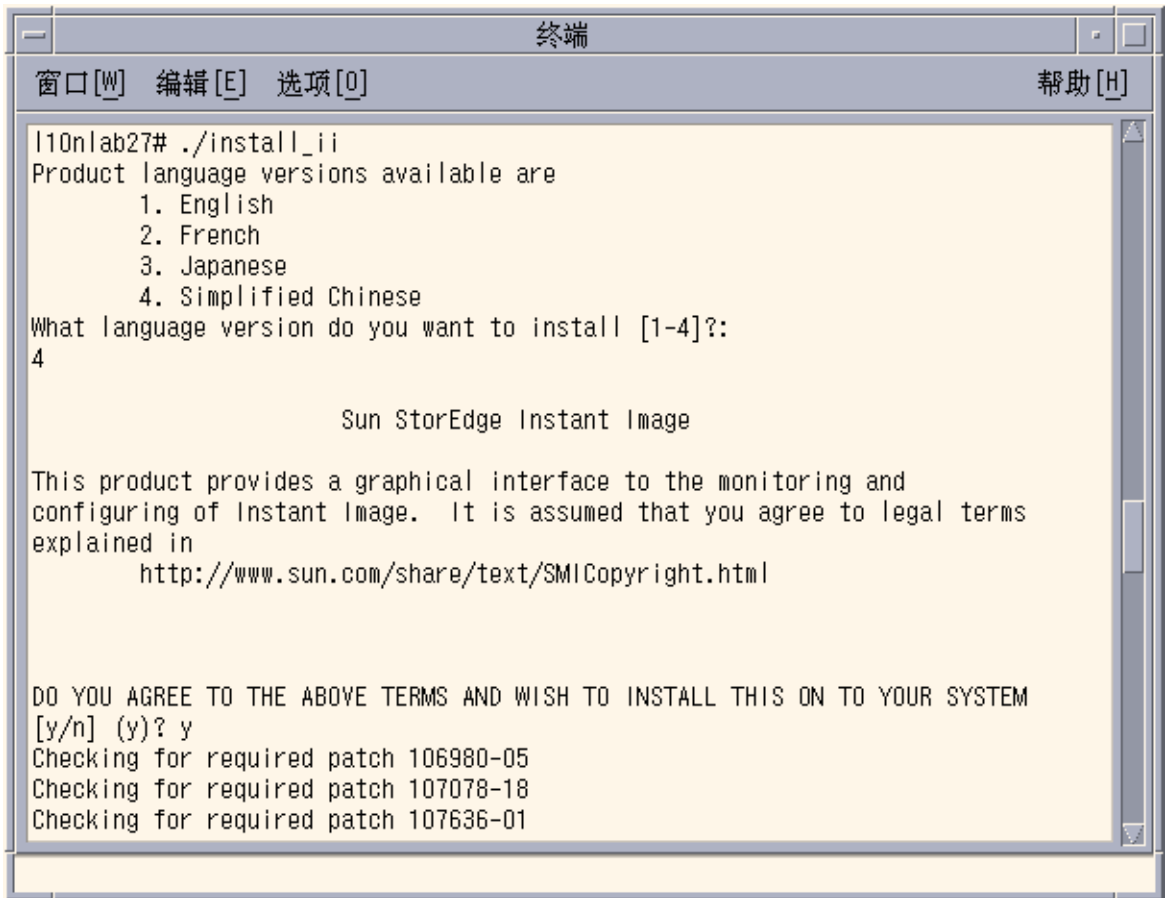 终端
窗口[W] 编辑[E] 选项[O] 帮助[H]
l10nlab27# ./install_ii
Product language versions available are
1. English
2. French
3. Japanese
4. Simplified Chinese
What language version do you want to install [1-4]?:
4
Sun StorEdge Instant Image
This product provides a graphical interface to the monitoring and
configuring of Instant Image.  It is assumed that you agree to legal terms
explained in
http://www.sun.com/share/text/SMICopyright.html
DO YOU AGREE TO THE ABOVE TERMS AND WISH TO INSTALL THIS ON TO YOUR SYSTEM
[y/n] (y)? y
Checking for required patch 106980-05
Checking for required patch 107078-18
Checking for required patch 107636-01